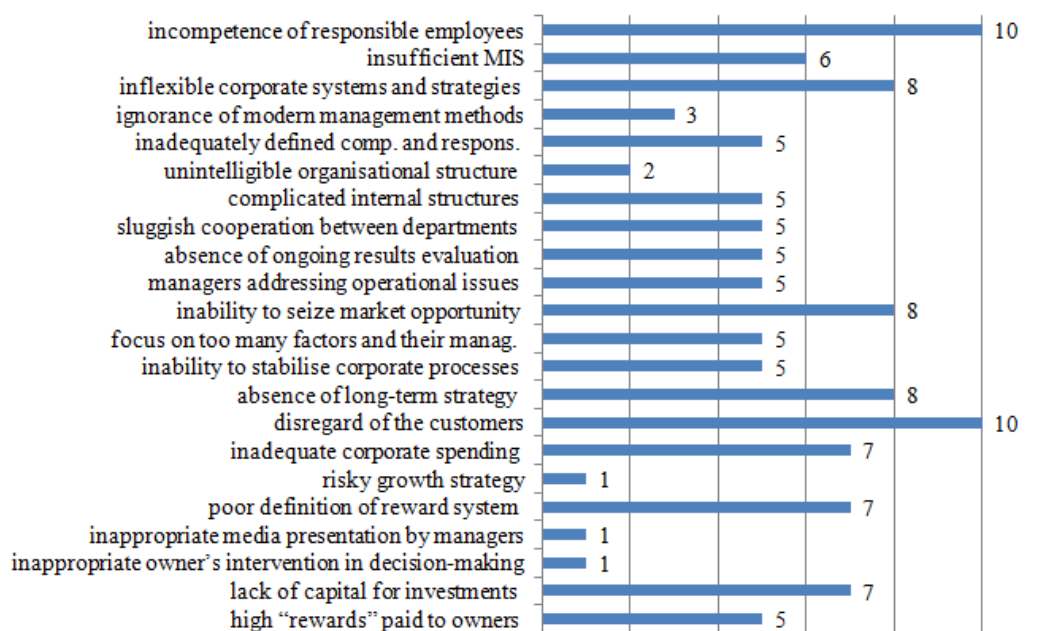 incompetence of responsible employees 10
insufficient MIS 6
inflexible corporate systems and strategies 8
ignorance of modern management methods 3
inadequately defined comp. and respons. 5
unintelligible organisational structure 2
complicated internal structures 5
sluggish cooperation between departments 5
absence of ongoing results evaluation 5
managers addressing operational issues 5
inability to seize market opportunity 8
focus on too many factors and their manag. 5
inability to stabilise corporate processes 5
absence of long-term strategy 8
disregard of the customers 10
inadequate corporate spending 7
risky growth strategy 1
poor definition of reward system 7
inappropriate media presentation by managers 1
inappropriate owner’s intervention in decision-making 1
lack of capital for investments 7
high “rewards” paid to owners 5